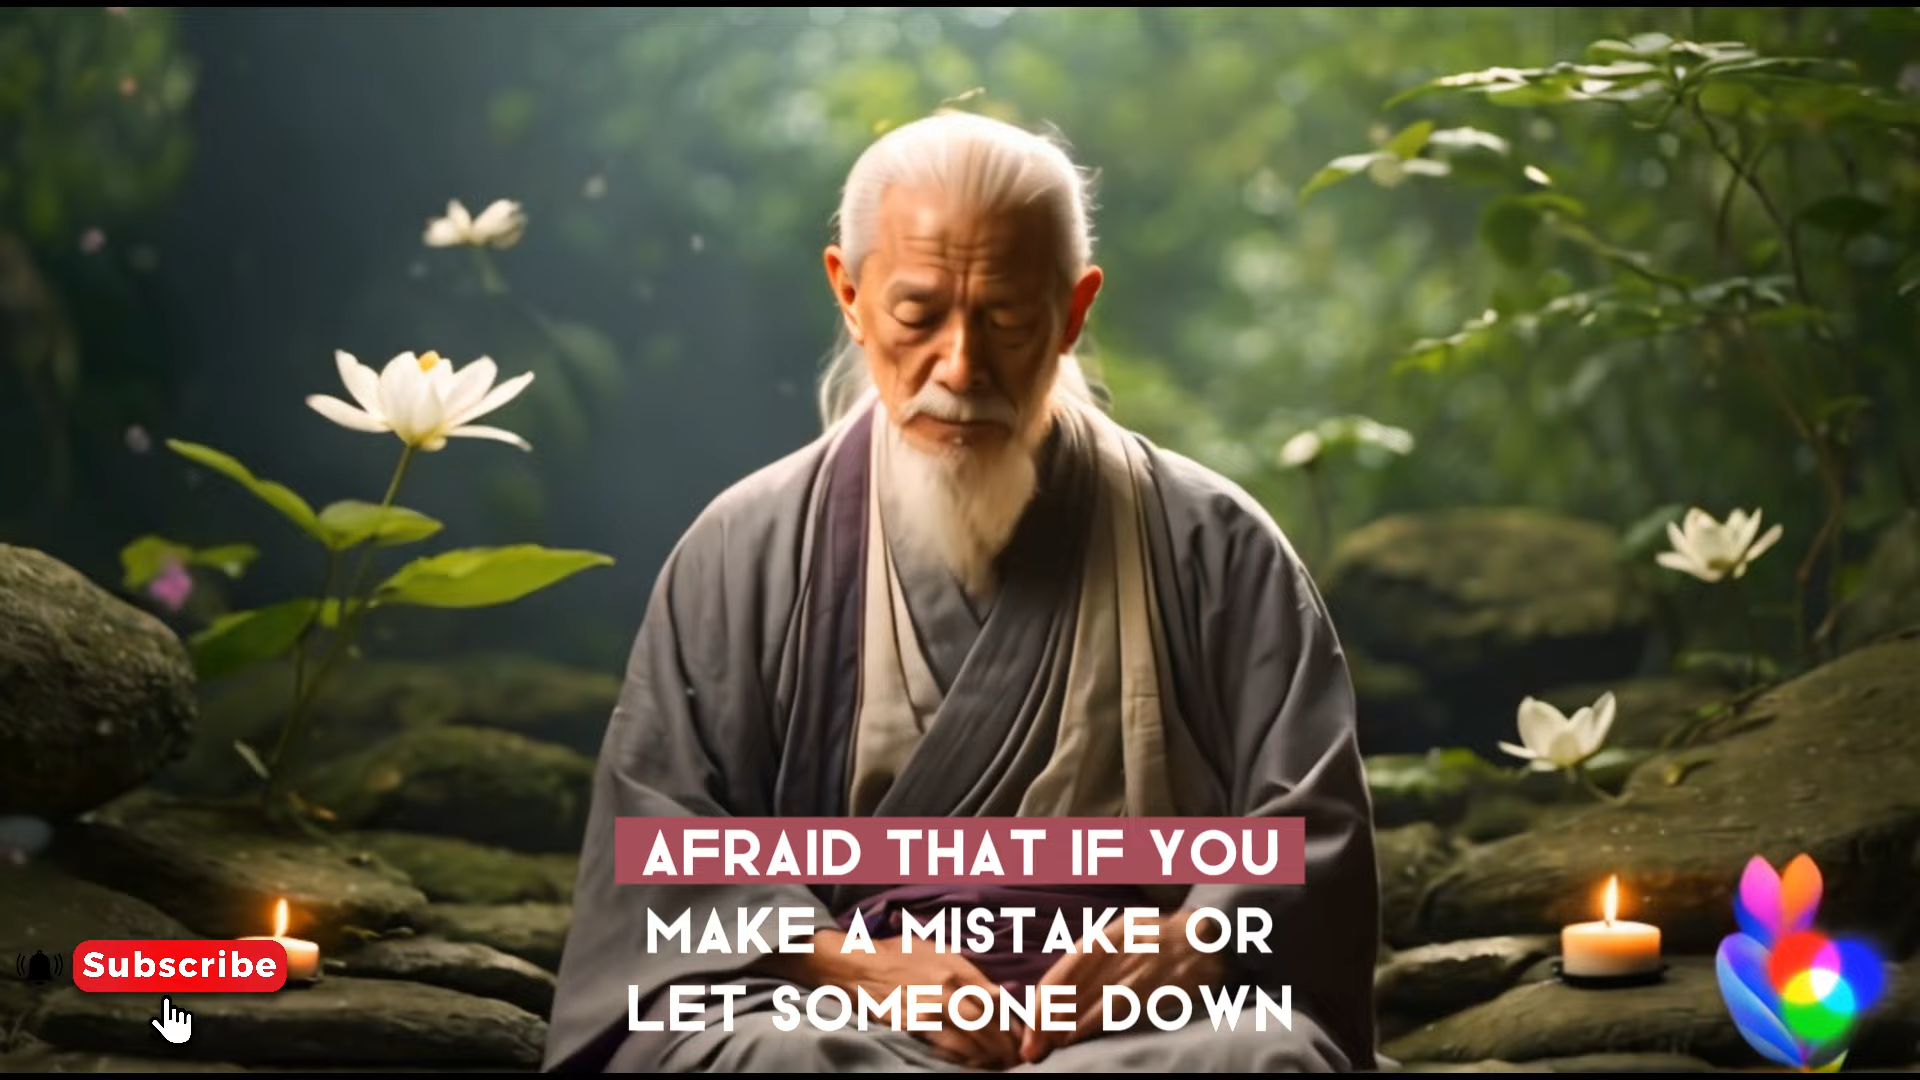 AFRAID THAT IF YOU
MAKE A MISTAKE OR
LET SOMEONE DOWN
Subscribe